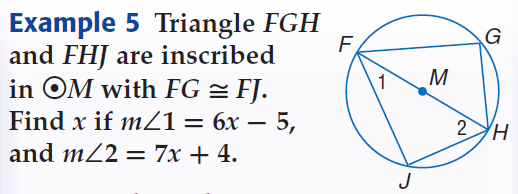 Example 5 Triangle FGH
and FHJ are inscribed
in ⊙M with FG ≅ FJ.
Find x if m∠1 = 6x − 5,
and m∠2 = 7x + 4.
F
G
1
M
2
H
J